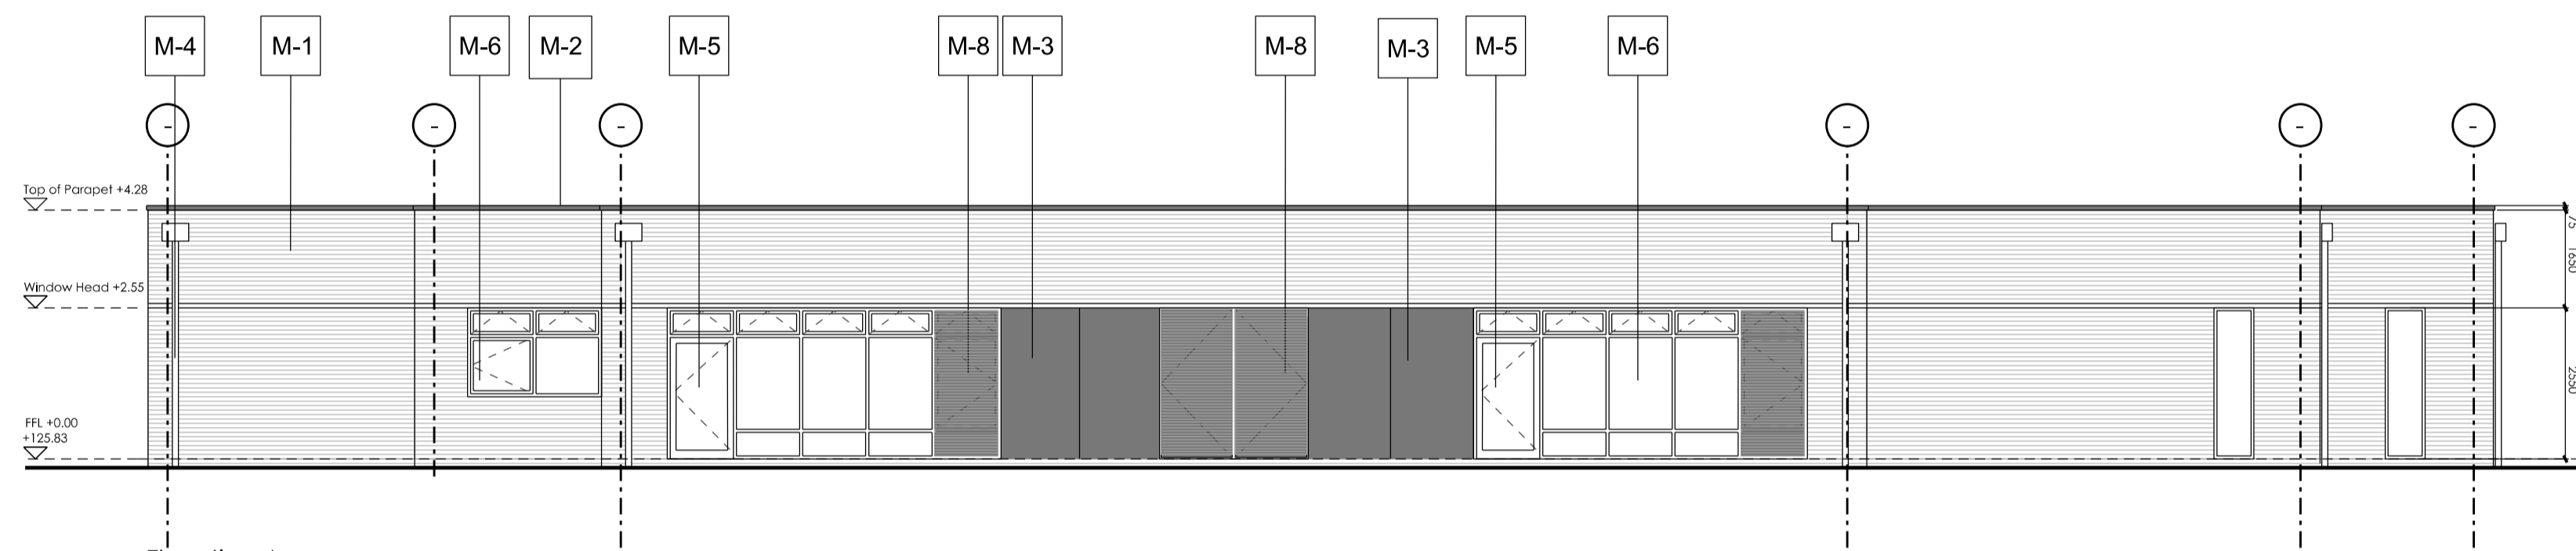 M-4
M-1
M-6
M-2
M-5
M-8
M-3
M-8
M-3
M-5
M-6
-
-
-
-
-
-
Top of Parapet +4.28
Window Head +2.55
FFL +0.00
+125.83
75
1650
2550